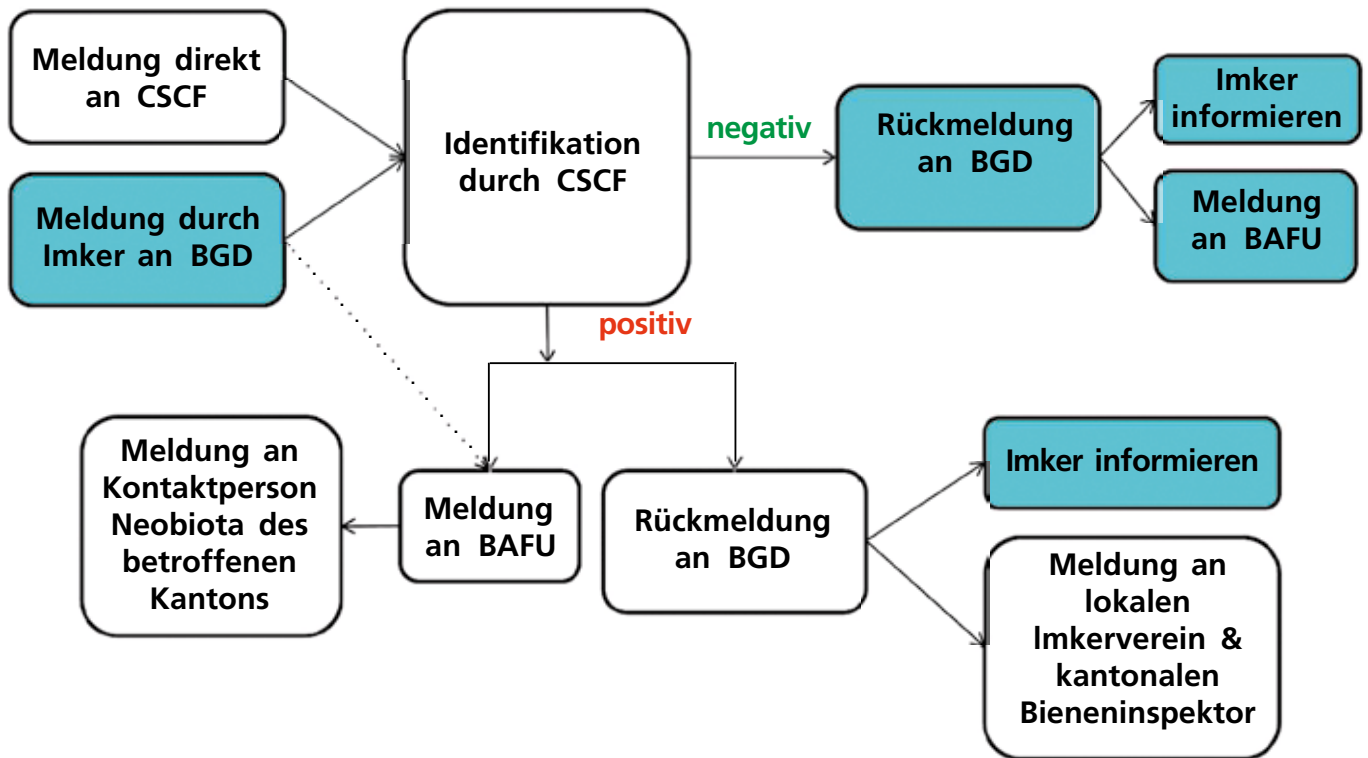 Meldung direkt
an CSCF
Meldung durch
Imker an BGD
Identifikation
durch CSCF
negativ
Rückmeldung
an BGD
Imker
informieren
Meldung
an BAFU
positiv
Meldung an
Kontaktperson
Neobiota des
betroffenen
Kantons
Meldung
an BAFU
Rückmeldung
an BGD
Imker informieren
Meldung an
lokalen
Imkerverein &
kantonalen
Bieneninspektor